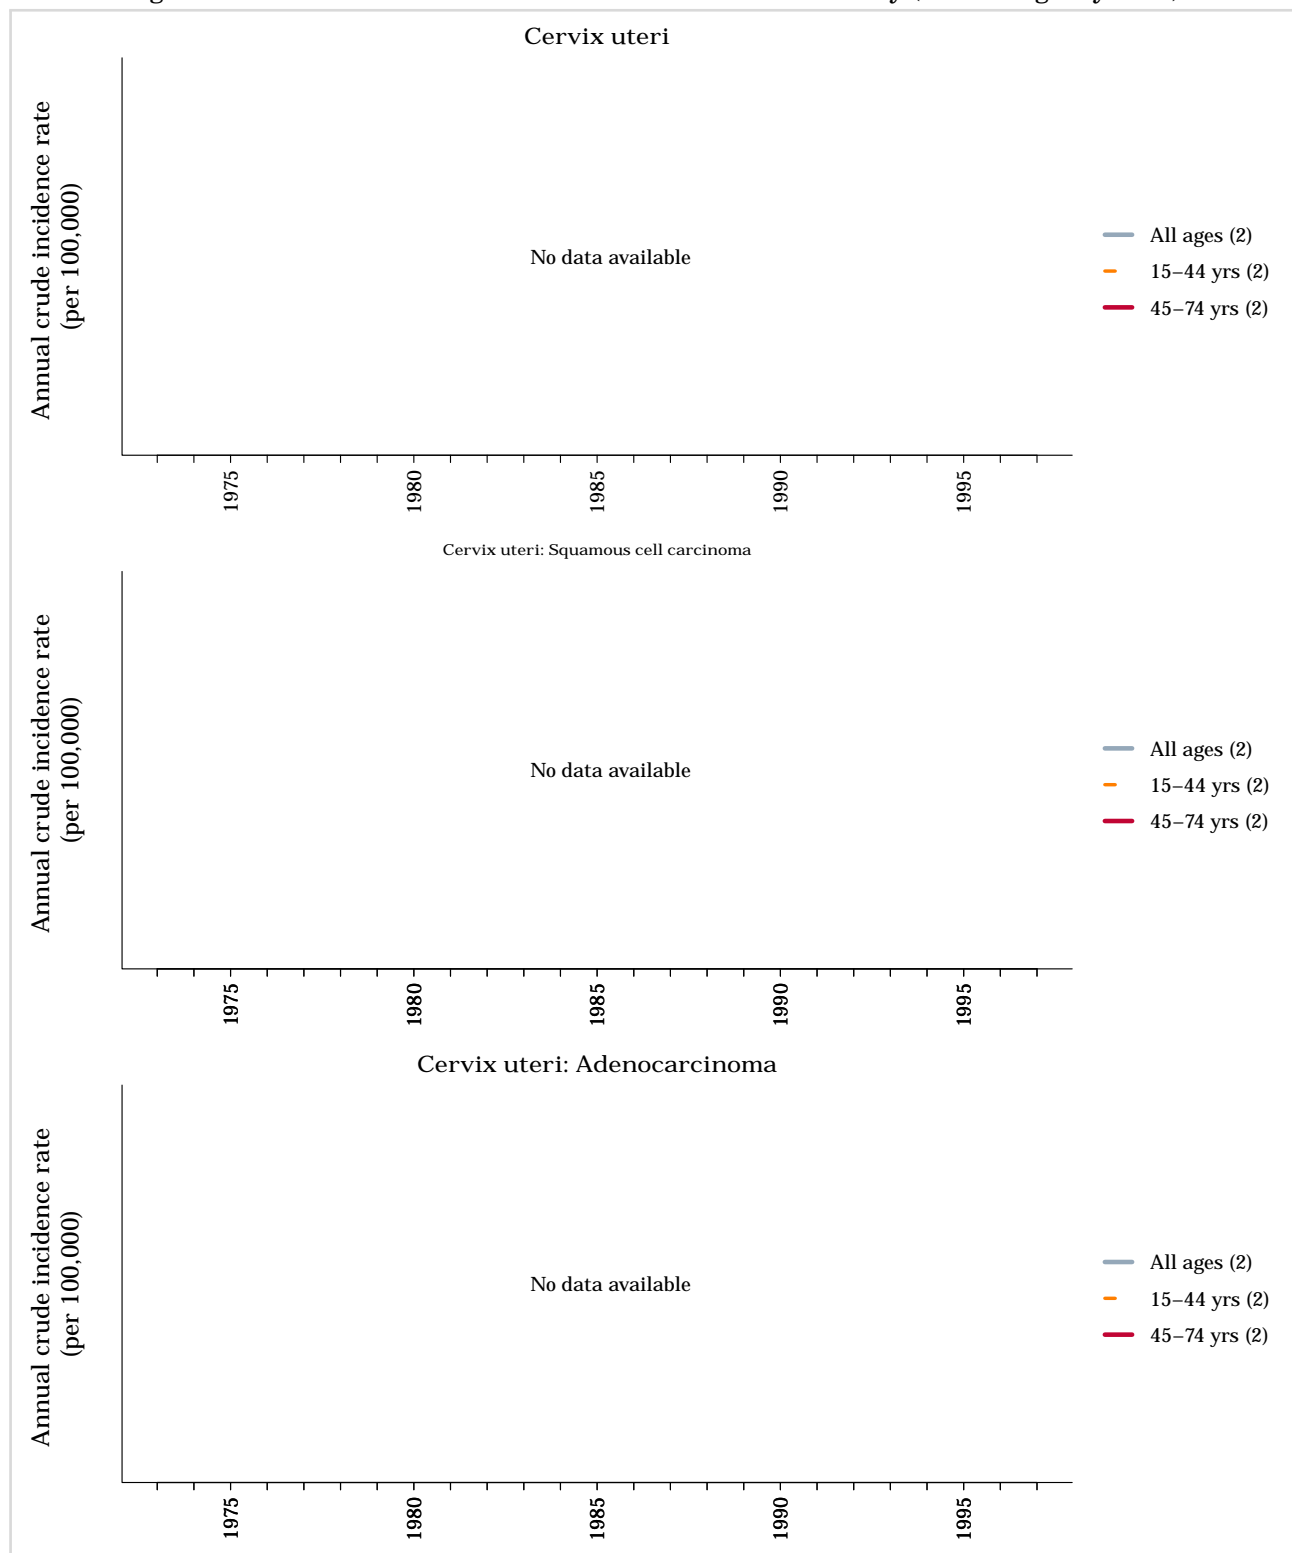 Cervix uteri
Annual crude incidence rate
(per 100,000)
No data available
All ages (2)
15–44 yrs (2)
45–74 yrs (2)
1975
1980
1985
1990
1995
Cervix uteri: Squamous cell carcinoma
Annual crude incidence rate
(per 100,000)
No data available
All ages (2)
15–44 yrs (2)
45–74 yrs (2)
1975
1980
1985
1990
1995
Cervix uteri: Adenocarcinoma
Annual crude incidence rate
(per 100,000)
No data available
All ages (2)
15–44 yrs (2)
45–74 yrs (2)
1975
1980
1985
1990
1995